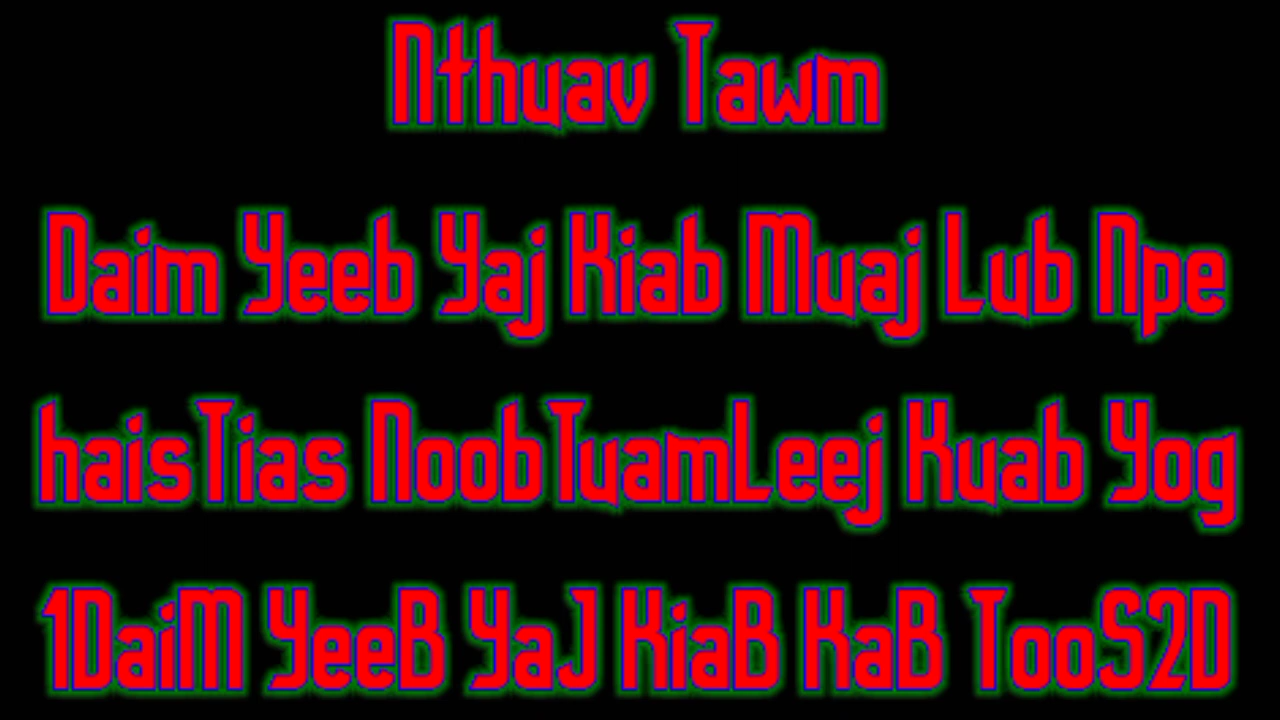 Nthuav Tawm
Daim Yeeb Yaj Kiab Muaj Lub Npe
haisTias NoobTuamLeej Kuab Yog
1DaiM YeeB YaJ KiaB KaB TooS2D